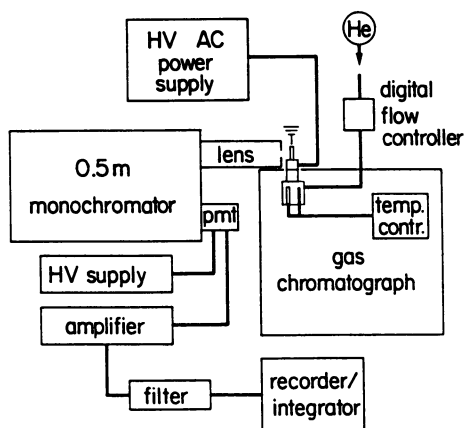 HV AC
power
supply
He
digital
flow
controller
0.5m
monochromator
lens
pmt
temp.
contr.
gas
chromatograph
HV supply
amplifier
filter
recorder/
integrator